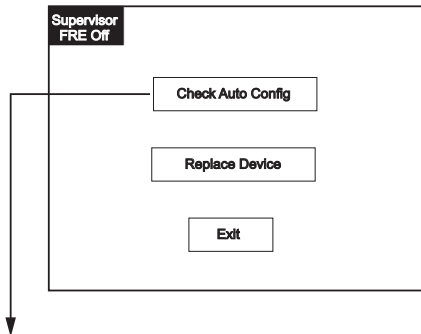 Supervisor
FRE Off
Check Auto Config
Replace Device
Exit